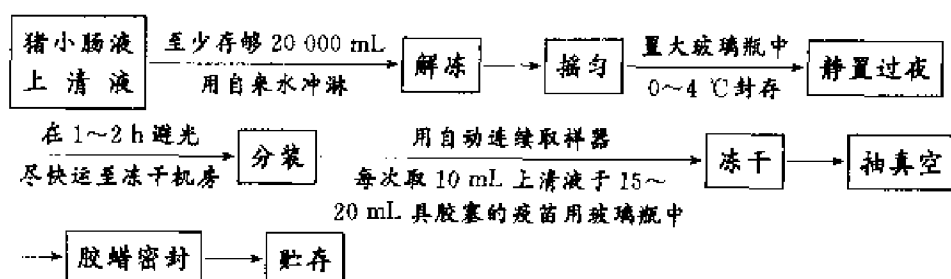 猪小肠液
上清液
至少存够 20 000 mL
用自来水冲淋
解冻
摇匀
置大玻璃瓶中
0～4 ℃封存
静置过夜
在 1～2 h 避光
尽快运至冻干机房
分装
用自动连续取样器
每次取 10 mL 上清液于 15～
20 mL 具胶塞的疫苗用玻璃瓶中
冻干
抽真空
胶蜡密封
贮存